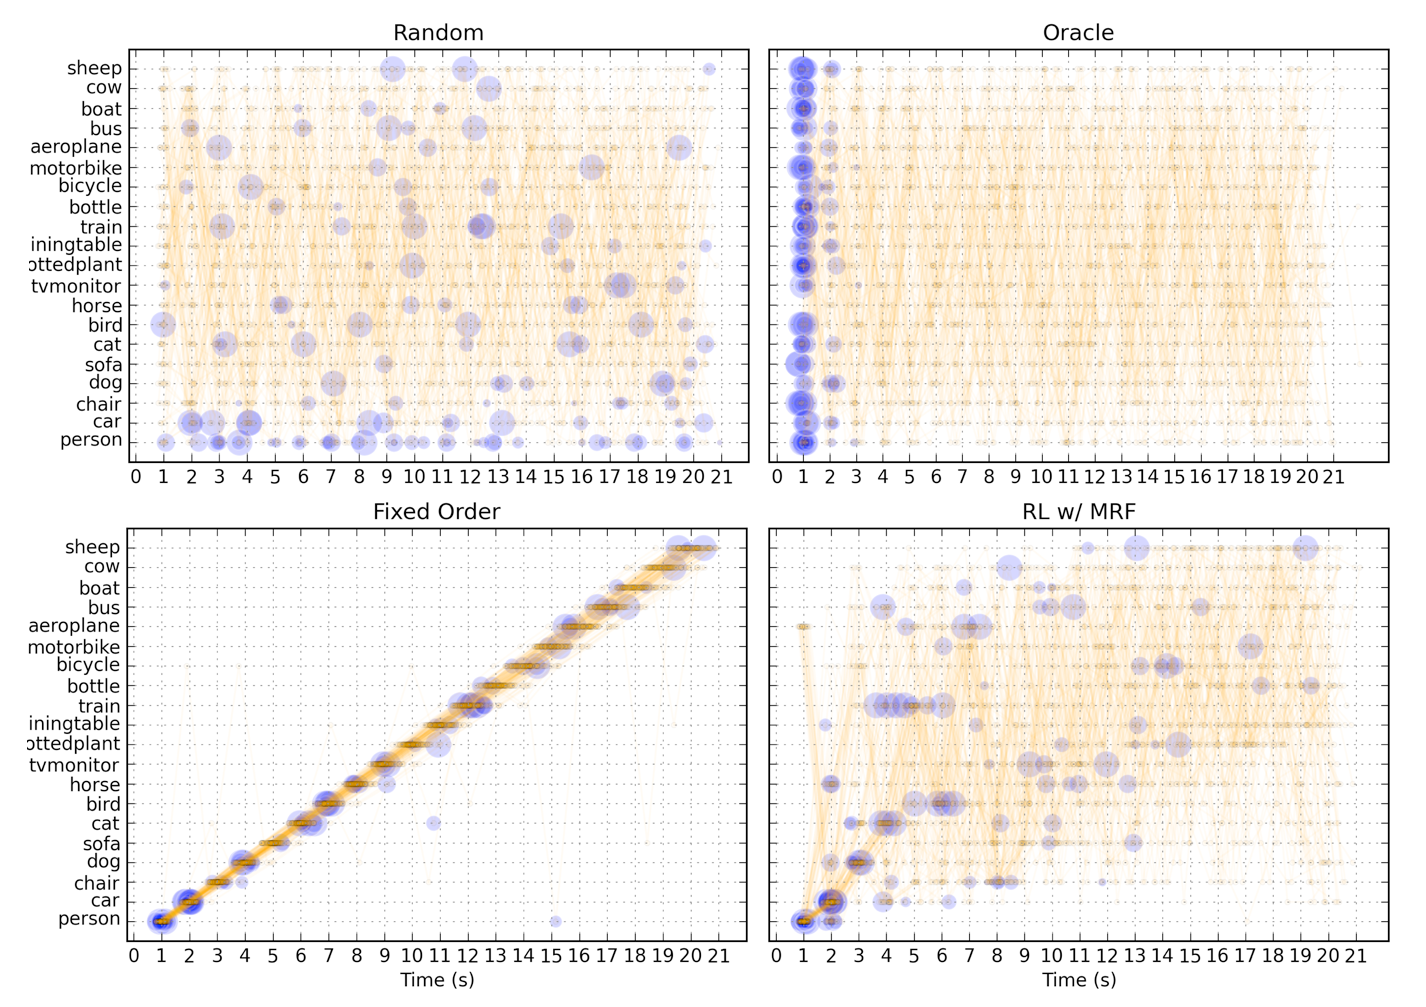 Random
sheep
cow
boat
bus
aeroplane
motorbike
bicycle
bottle
train
iningtable
ottedplant
tvmonitor
horse
bird
cat
sofa
dog
chair
car
person
0 1 2 3 4 5 6 7 8 9 10 11 12 13 14 15 16 17 18 19 20 21
Oracle
0 1 2 3 4 5 6 7 8 9 10 11 12 13 14 15 16 17 18 19 20 21
Fixed Order
sheep
cow
boat
bus
aeroplane
motorbike
bicycle
bottle
train
iningtable
ottedplant
tvmonitor
horse
bird
cat
sofa
dog
chair
car
person
0 1 2 3 4 5 6 7 8 9 10 11 12 13 14 15 16 17 18 19 20 21
Time (s)
RL w/ MRF
0 1 2 3 4 5 6 7 8 9 10 11 12 13 14 15 16 17 18 19 20 21
Time (s)